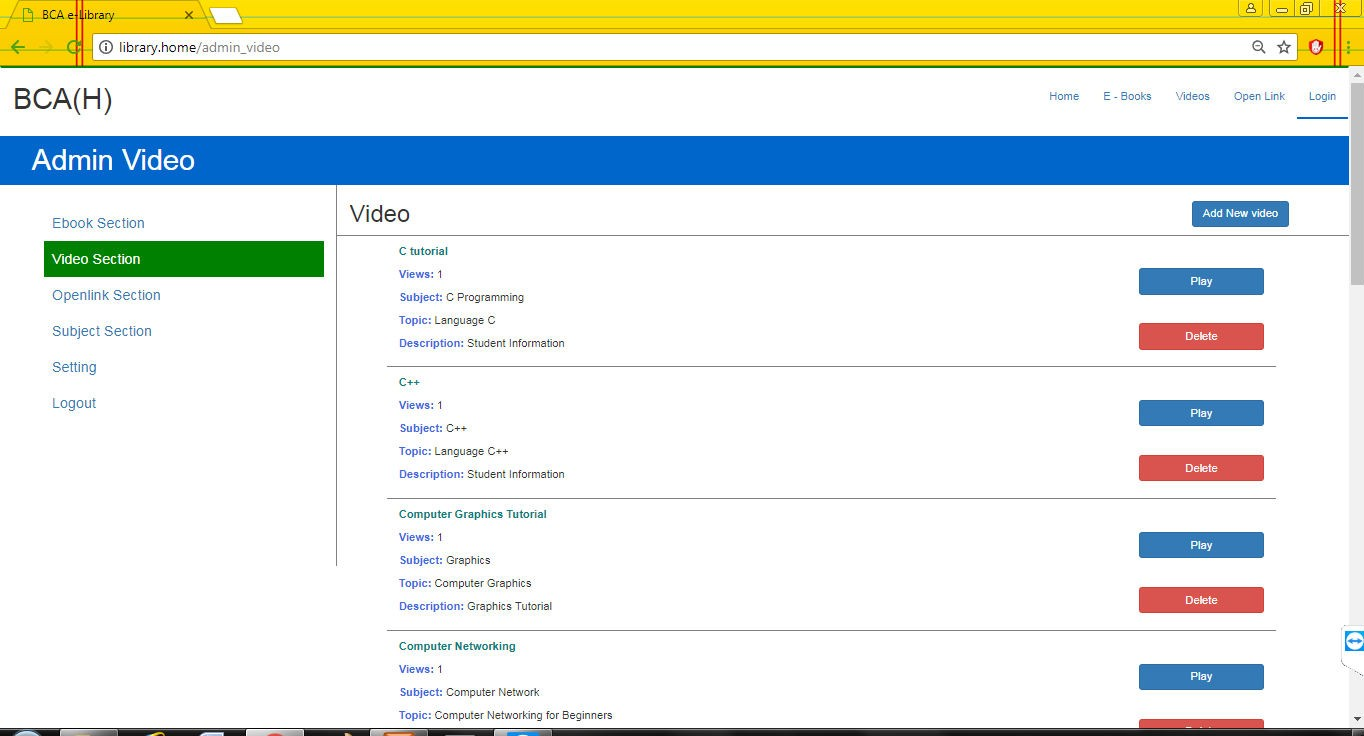 BCA e-Library
library.home/admin_video
BCA(H)
Home E - Books Videos Open Link Login
Admin Video
Ebook Section
Video Section
Openlink Section
Subject Section
Setting
Logout
Video
Add New video
C tutorial
Views: 1
Play
Subject: C Programming
Topic: Language C
Delete
Description: Student Information
C++
Views: 1
Play
Subject: C++
Topic: Language C++
Delete
Description: Student Information
Computer Graphics Tutorial
Views: 1
Play
Subject: Graphics
Topic: Computer Graphics
Delete
Description: Graphics Tutorial
Computer Networking
Views: 1
Play
Subject: Computer Network
Topic: Computer Networking for Beginners